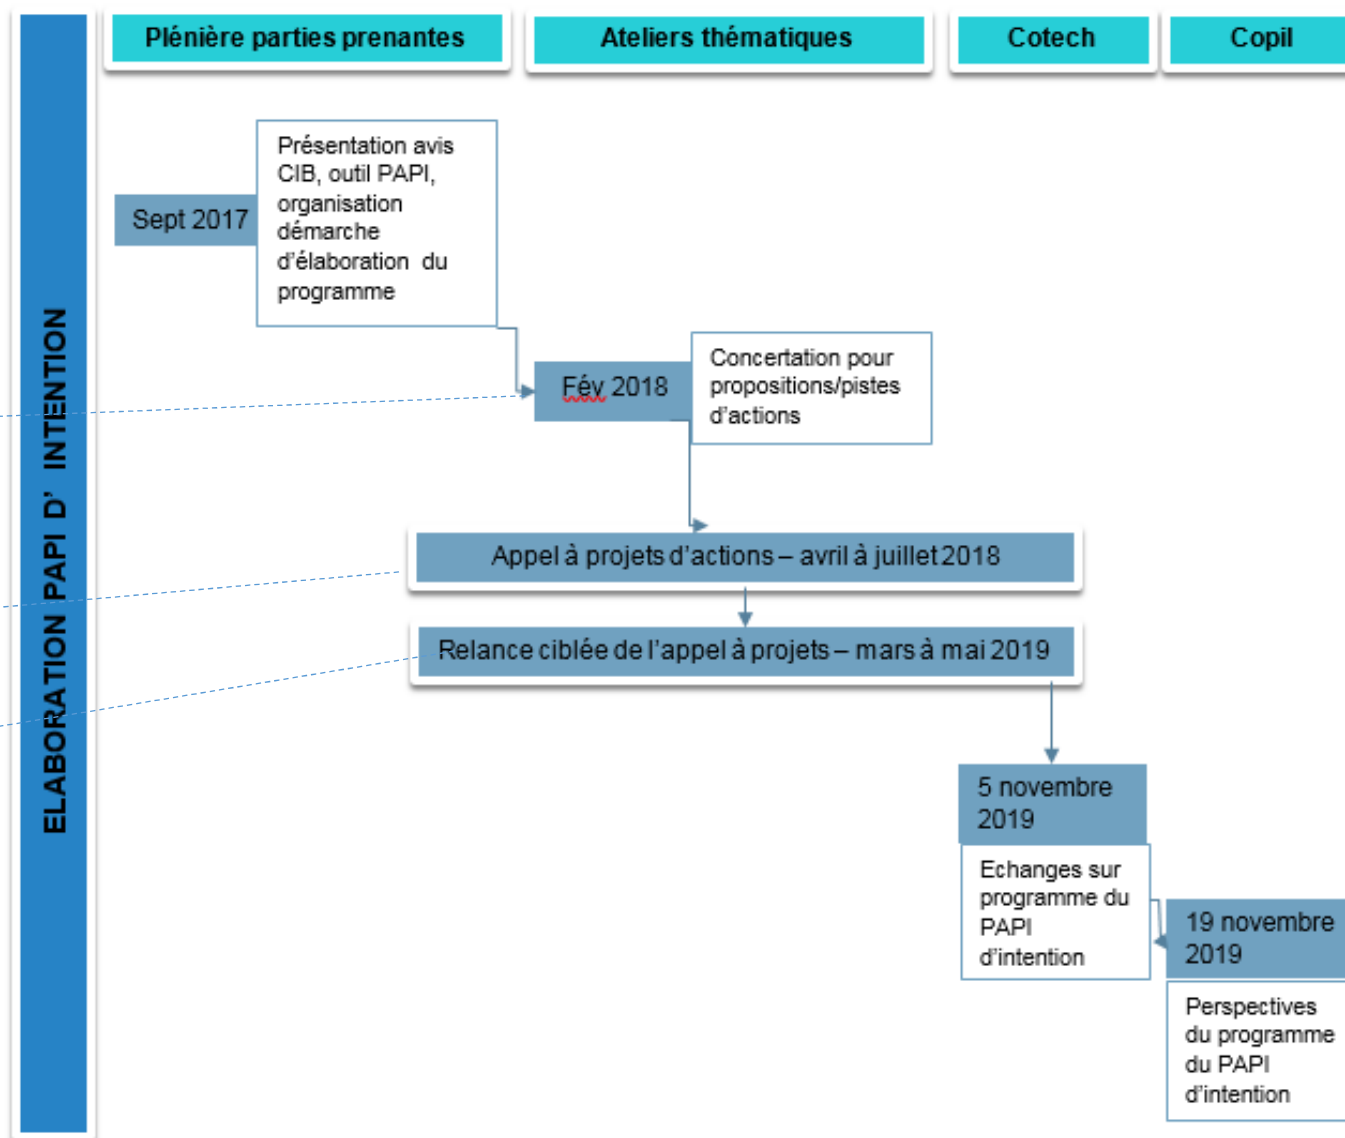 Plénière parties prenantes
Ateliers thématiques
Cotech
Copil
ELABORATION PAPI D' INTENTION
Sept 2017
Présentation avis
CIB, outil PAPI,
organisation
démarche
d'élaboration du
programme
Fév 2018
Concertation pour
propositions/pistes
d'actions
Appel à projets d'actions – avril à juillet 2018
Relance ciblée de l'appel à projets – mars à mai 2019
5 novembre
2019
Echanges sur
programme du
PAPI
d'intention
19 novembre
2019
Perspectives
du programme
du PAPI
d'intention